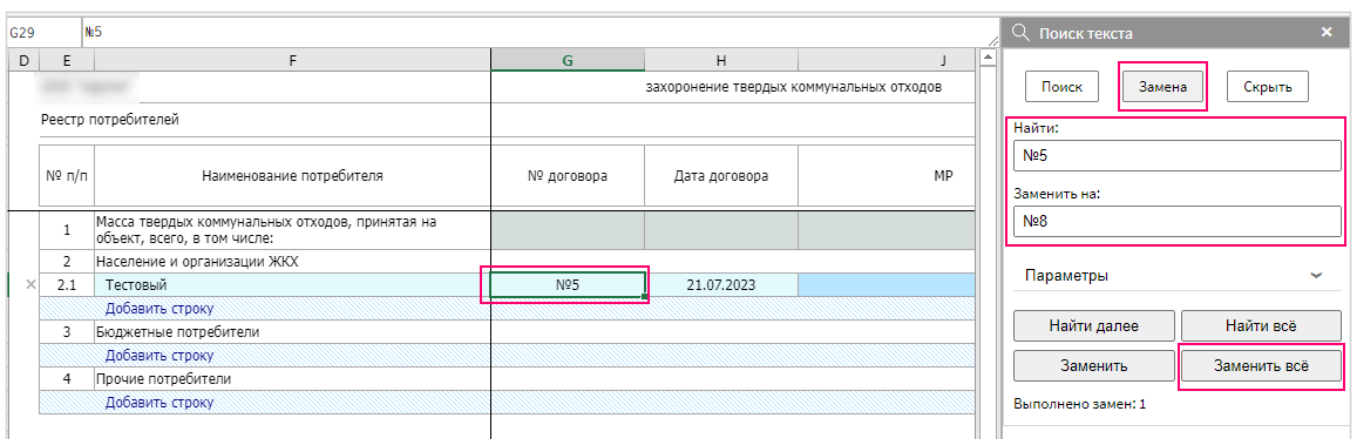 G29 №5
Поиск текста ×
D E F G H J
захоронение твердых коммунальных отходов
Поиск Замена Скрыть
Реестр потребителей
Найти:
№5
№ п/п Наименование потребителя № договора Дата договора МР
Заменить на:
№8
1 Масса твердых коммунальных отходов, принятая на
объект, всего, в том числе:
2 Население и организации ЖКХ
× 2.1 Тестовый №5 21.07.2023
Параметры
Добавить строку
3 Бюджетные потребители
Найти далее Найти всё
Добавить строку
4 Прочие потребители
Заменить Заменить всё
Добавить строку
Выполнено замен: 1